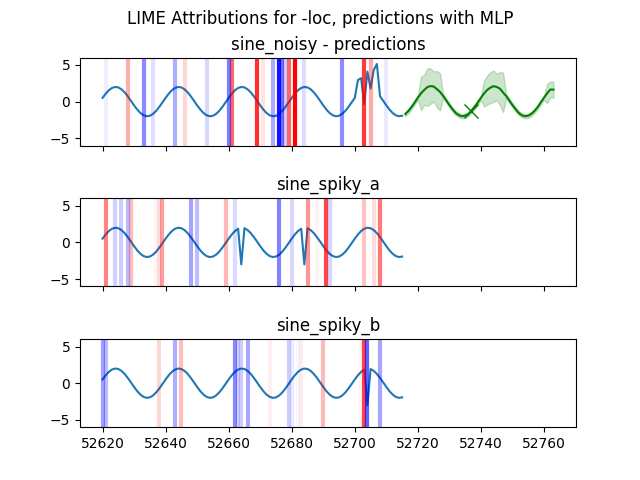 LIME Attributions for -loc, predictions with MLP
sine_noisy - predictions
5
0
−5
sine_spiky_a
5
0
−5
sine_spiky_b
5
0
−5
52620 52640 52660 52680 52700 52720 52740 52760